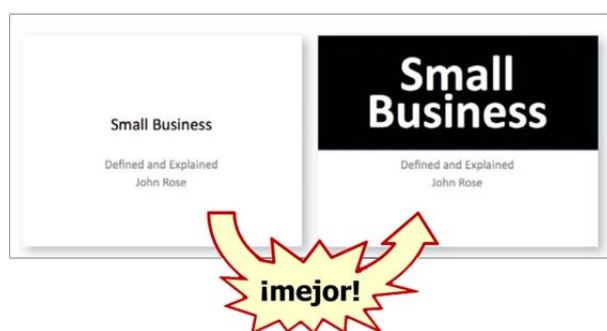 Small Business
Defined and Explained
John Rose
Small
Business
Defined and Explained
John Rose
¡mejor!